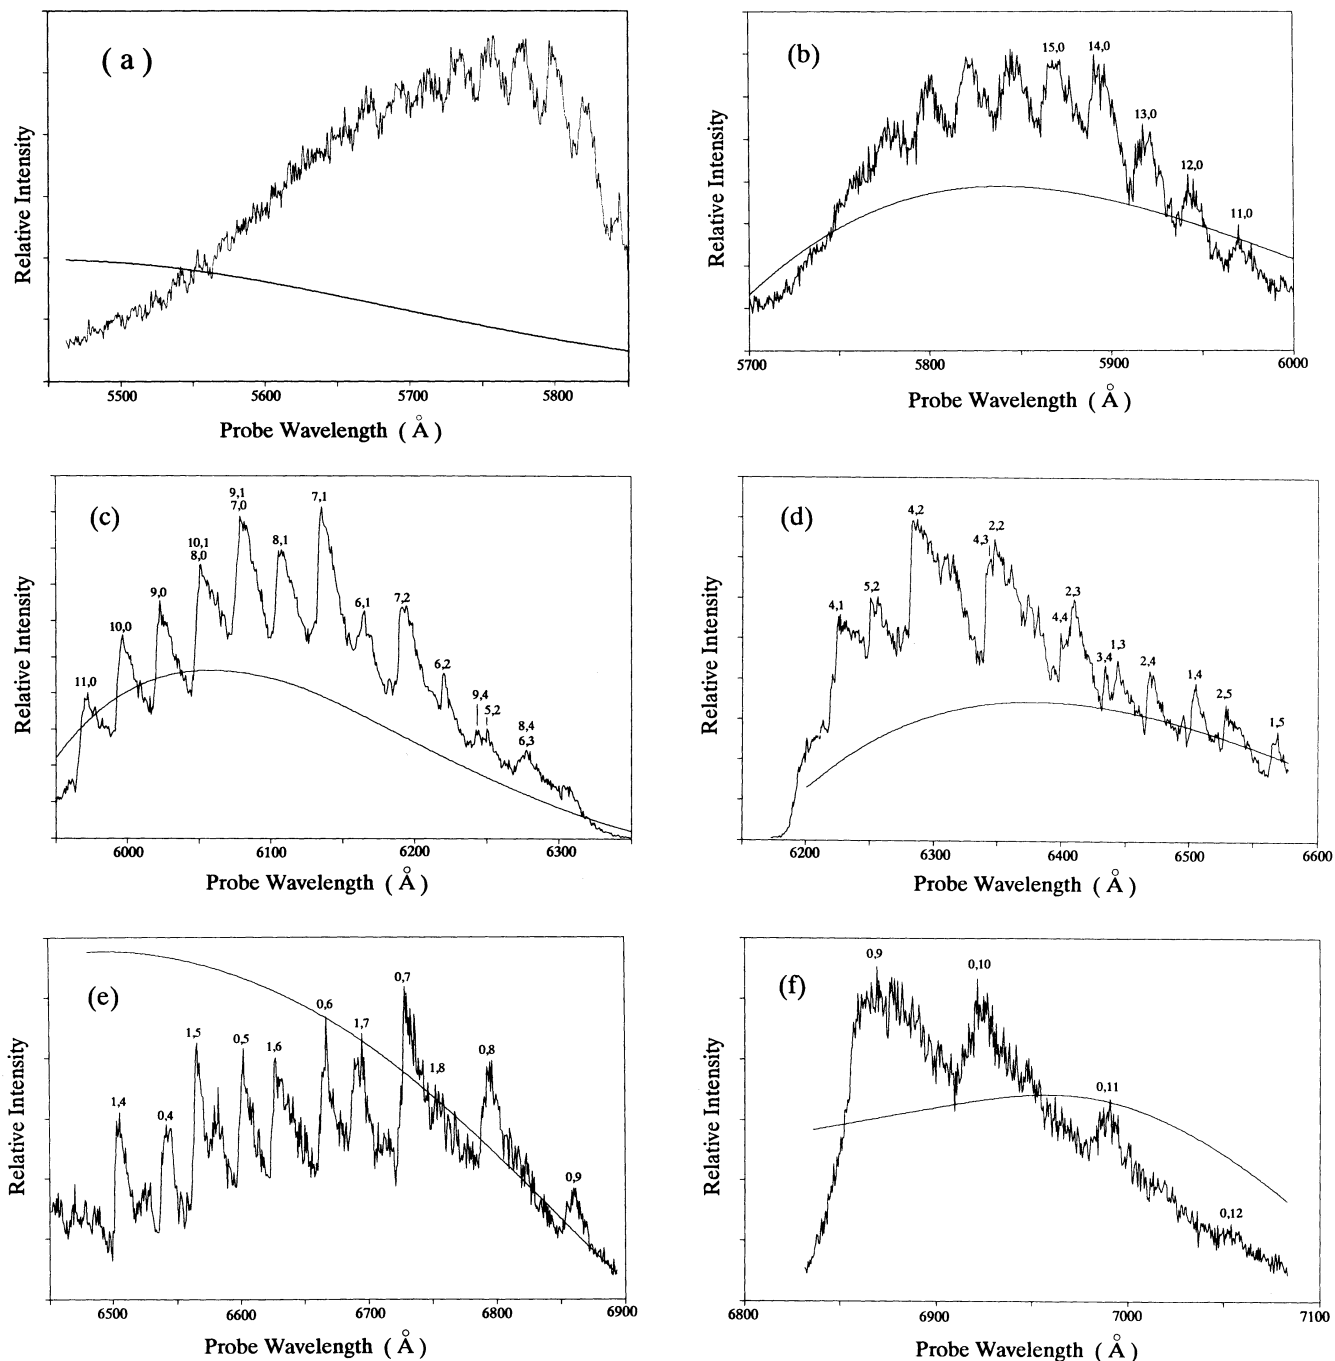 ( a )
Relative Intensity
5500 5600 5700 5800
Probe Wavelength ( Å )
(b)
15,0 14,0
13,0
12,0
11,0
Relative Intensity
5700 5800 5900 6000
Probe Wavelength ( Å )
(c)
9,1
7,0
7,1
10,1
8,0
8,1
9,0
10,0
6,1
7,2
11,0
6,2
9,4
5,2
8,4
6,3
Relative Intensity
6000 6100 6200 6300
Probe Wavelength ( Å )
(d)
4,2
2,2
4,3
5,2
4,1
2,3
4,4
3,4
1,3
2,4
1,4
2,5
1,5
Relative Intensity
6200 6300 6400 6500 6600
Probe Wavelength ( Å )
(e)
0,7
0,6
1,7
1,5
0,5
1,6
1,8
0,8
1,4
0,4
0,9
Relative Intensity
6500 6600 6700 6800 6900
Probe Wavelength ( Å )
(f)
0,9
0,10
0,11
0,12
Relative Intensity
6800 6900 7000 7100
Probe Wavelength ( Å )